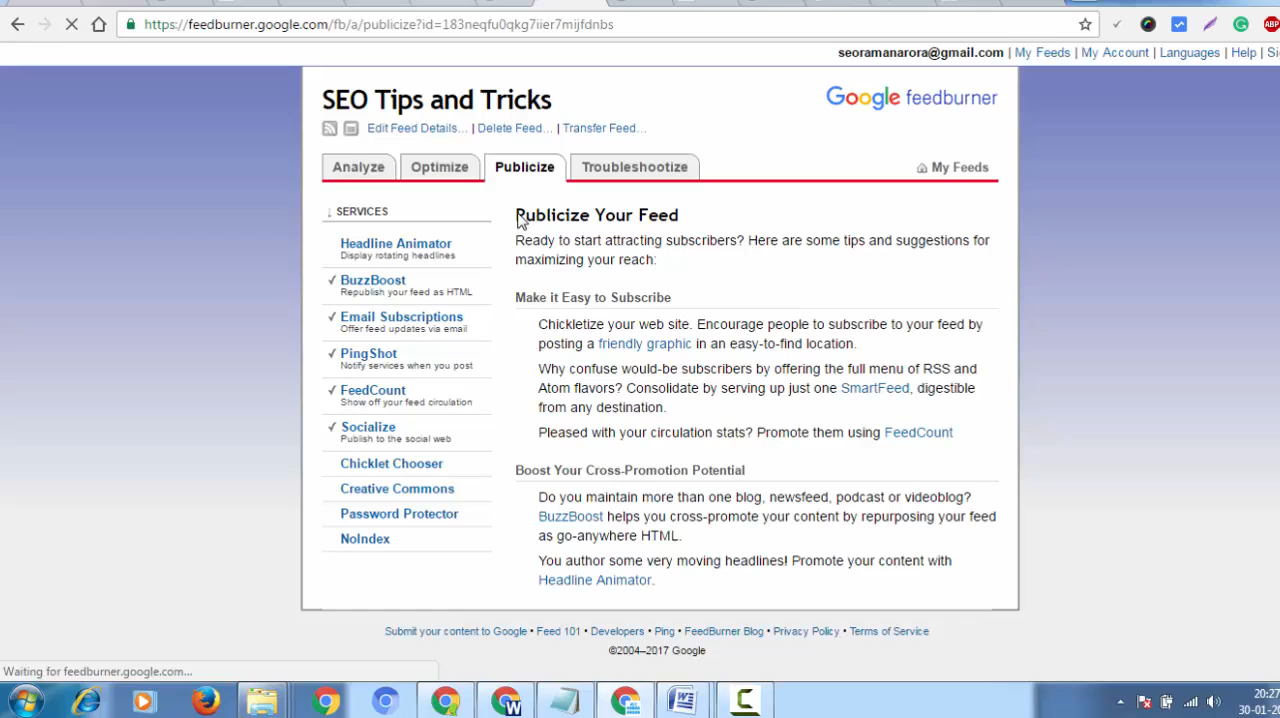 https://feedburner.google.com/fb/a/publicize?id=183neqfu0qkg7iier7mijfdnbs
ABP
seoramanarora@gmail.com | My Feeds | My Account | Languages | Help | Si
SEO Tips and Tricks
Google feedburner
Edit Feed Details... | Delete Feed... | Transfer Feed...
Analyze Optimize Publicize Troubleshootize My Feeds
↓ SERVICES
Headline Animator
Display rotating headlines
✓ BuzzBoost
Republish your feed as HTML
✓ Email Subscriptions
Offer feed updates via email
✓ PingShot
Notify services when you post
✓ FeedCount
Show off your feed circulation
✓ Socialize
Publish to the social web
Chicklet Chooser
Creative Commons
Password Protector
NoIndex
Publicize Your Feed
Ready to start attracting subscribers? Here are some tips and suggestions for
maximizing your reach:
Make it Easy to Subscribe
Chickletize your web site. Encourage people to subscribe to your feed by
posting a friendly graphic in an easy-to-find location.
Why confuse would-be subscribers by offering the full menu of RSS and
Atom flavors? Consolidate by serving up just one SmartFeed, digestible
from any destination.
Pleased with your circulation stats? Promote them using FeedCount
Boost Your Cross-Promotion Potential
Do you maintain more than one blog, newsfeed, podcast or videoblog?
BuzzBoost helps you cross-promote your content by repurposing your feed
as go-anywhere HTML.
You author some very moving headlines! Promote your content with
Headline Animator.
Submit your content to Google • Feed 101 • Developers • Ping • FeedBurner Blog • Privacy Policy • Terms of Service
©2004–2017 Google
Waiting for feedburner.google.com...
20:27
30-01-20